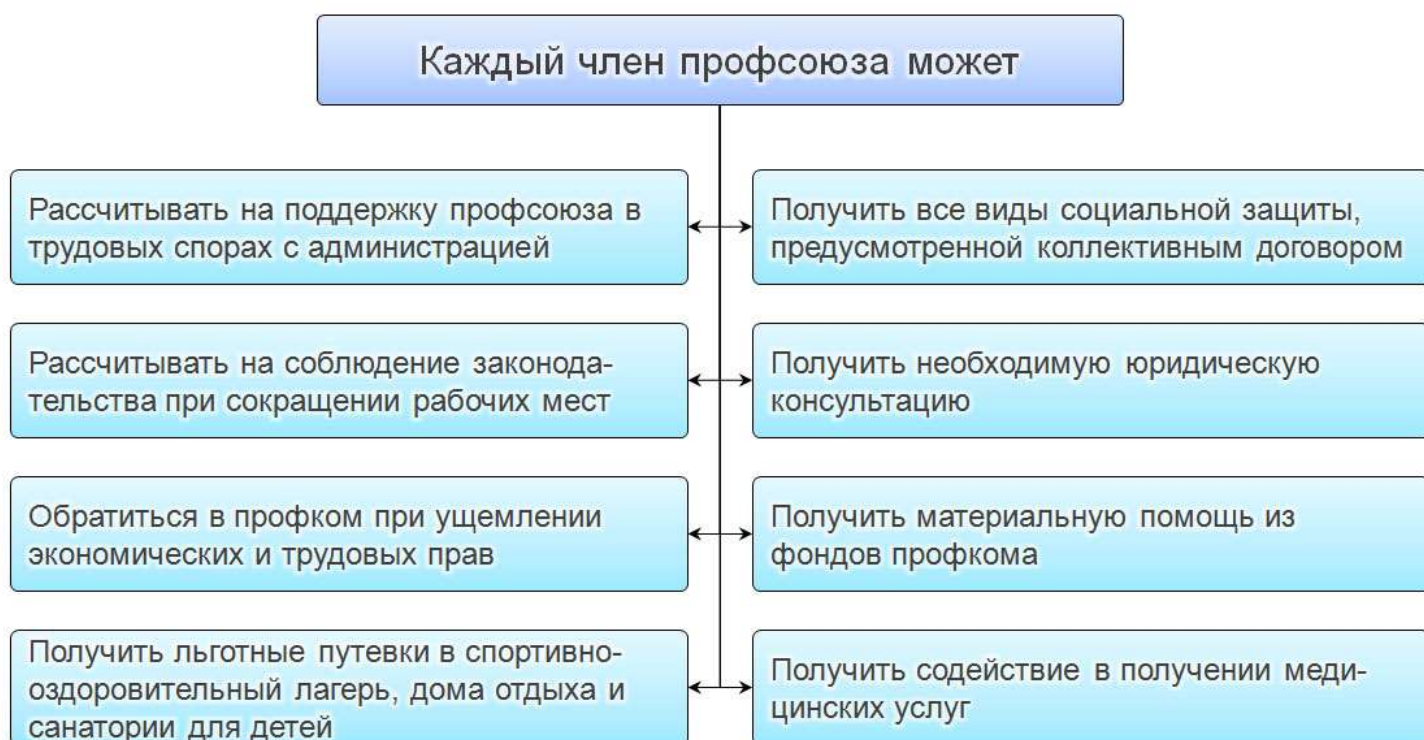 Каждый член профсоюза может
Рассчитывать на поддержку профсоюза в
трудовых спорах с администрацией
Получить все виды социальной защиты,
предусмотренной коллективным договором
Рассчитывать на соблюдение законода-
тельства при сокращении рабочих мест
Получить необходимую юридическую
консультацию
Обратиться в профком при ущемлении
экономических и трудовых прав
Получить материальную помощь из
фондов профкома
Получить льготные путевки в спортивно-
оздоровительный лагерь, дома отдыха и
санатории для детей
Получить содействие в получении меди-
цинских услуг